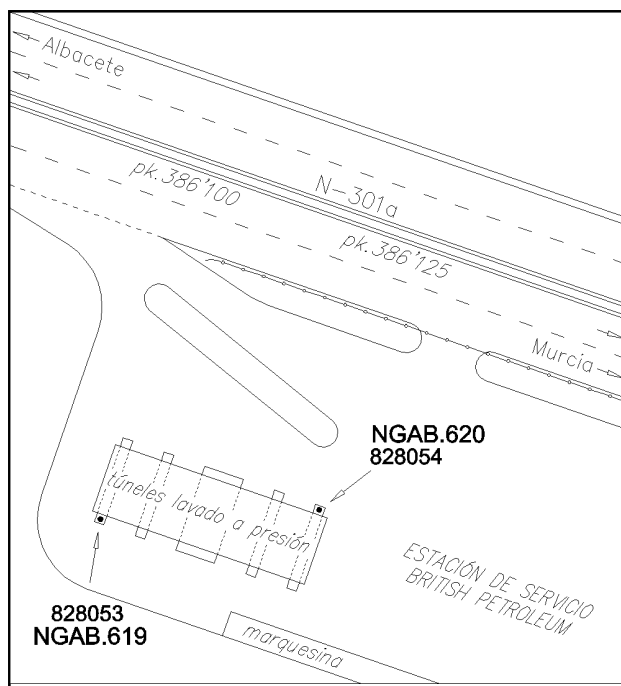 Albacete
pk.386'100
N-301a
pk.386'125
Murcia
NGAB.620
828054
túneles lavado a presión
ESTACIÓN DE SERVICIO
BRITISH PETROLEUM
828053
NGAB.619
marquesina